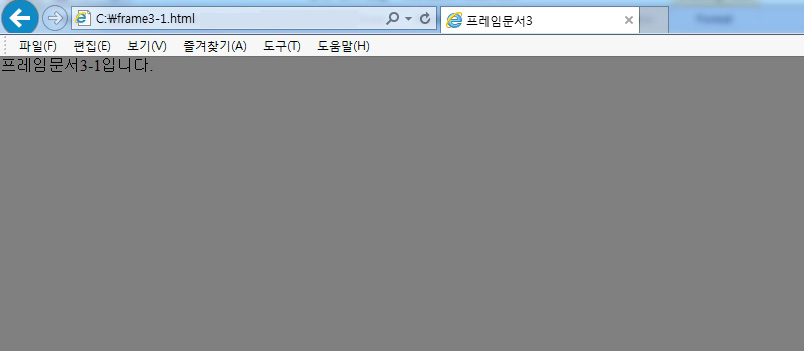 C:₩frame3-1.html
프레임문서3
파일(F) 편집(E) 보기(V) 즐겨찾기(A) 도구(T) 도움말(H)
프레임문서3-1입니다.